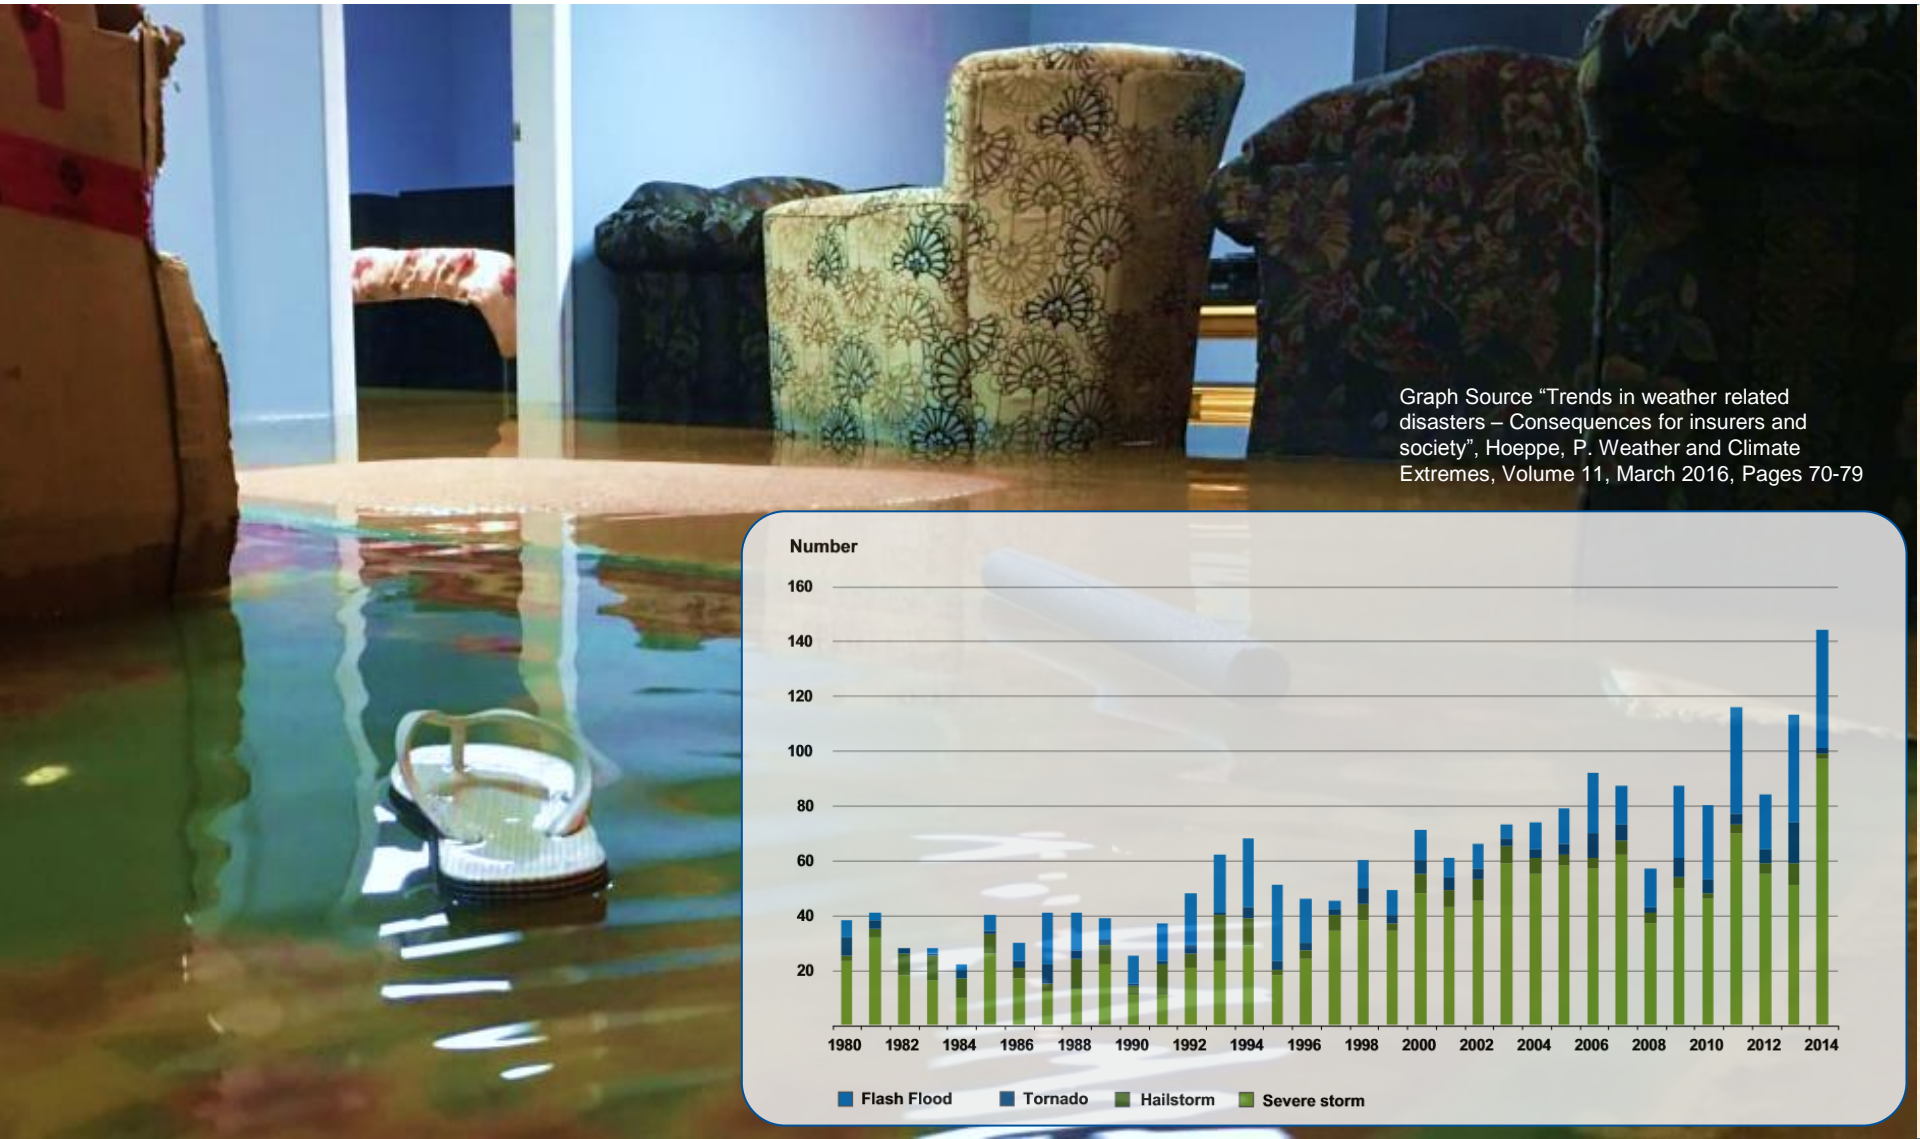 Graph Source “Trends in weather related
disasters – Consequences for insurers and
society”, Hoeppe, P. Weather and Climate
Extremes, Volume 11, March 2016, Pages 70-79
Number
160
140
120
100
80
60
40
20
1980 1982 1984 1986 1988 1990 1992 1994 1996 1998 2000 2002 2004 2006 2008 2010 2012 2014
Flash Flood Tornado Hailstorm Severe storm